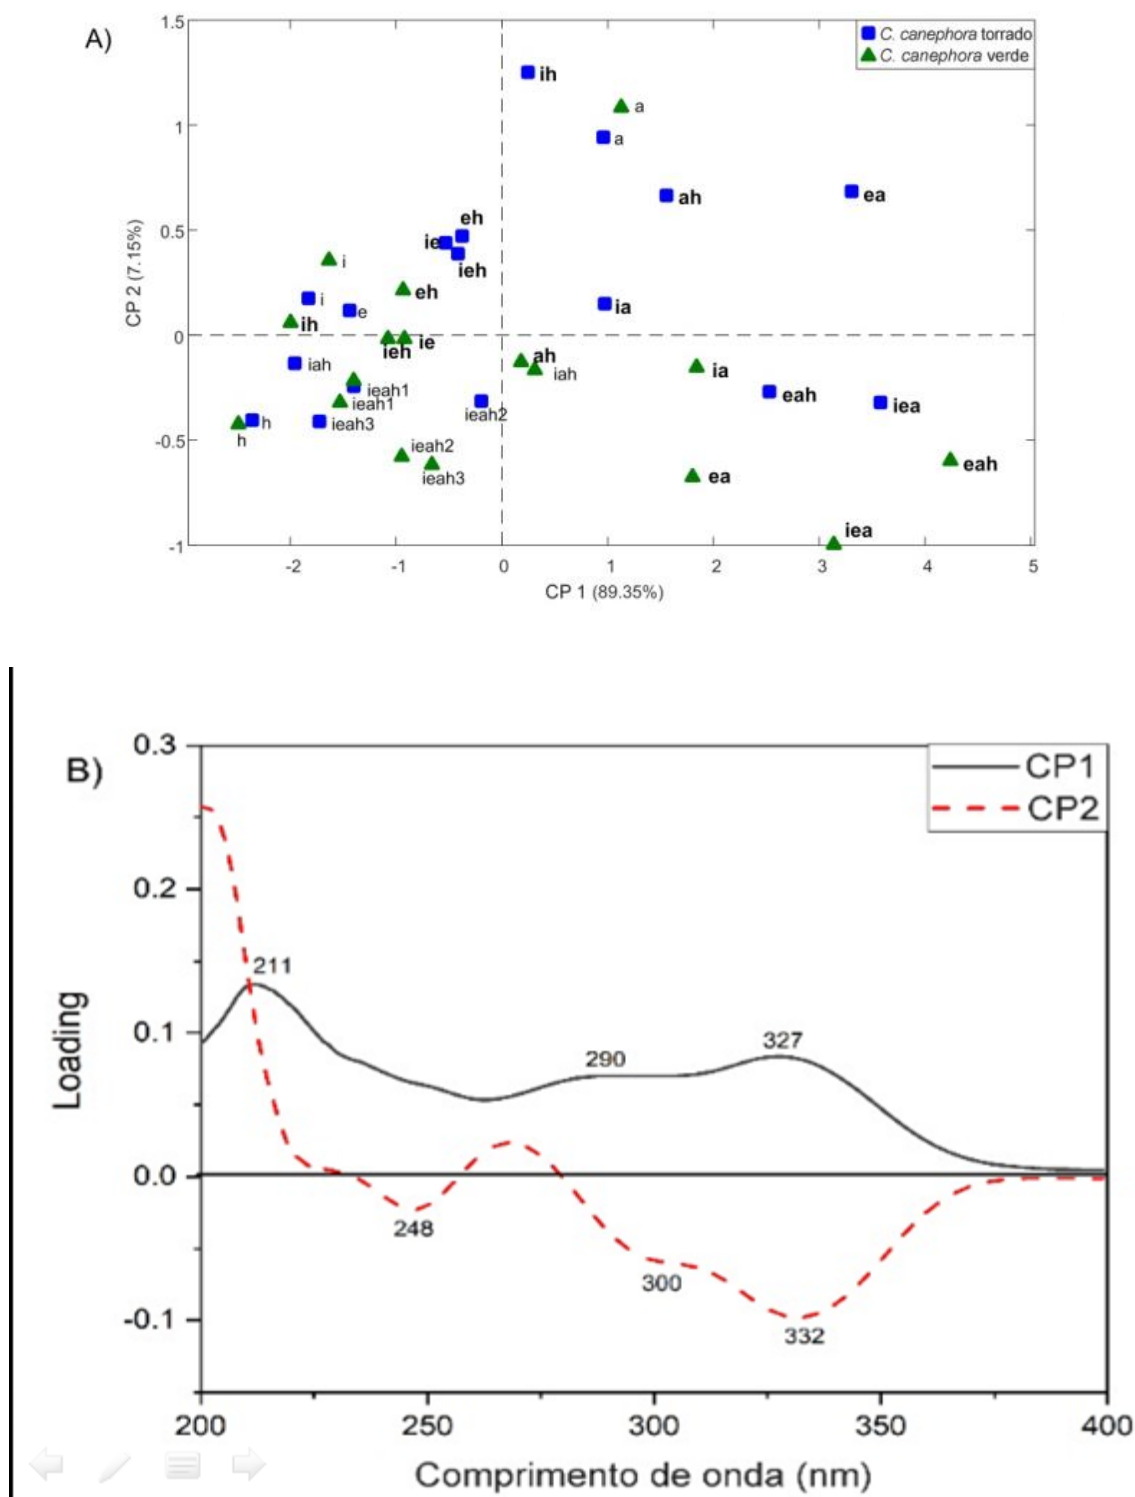 A)
C. canephora torrado
C. canephora verde
1.5
1
0.5
0
-0.5
-1
CP 2 (7.15%)
ih
a
a
ah
ea
eh
ie
ieh
i
eh
i
e
ia
ih
ieh
ie
iah
ah
iah
ia
ieah1
ieah1
eah
iea
h
h
ieah3
ieah2
ieah2
ieah3
ea
eah
iea
-2
-1
0
1
2
3
4
5
CP 1 (89.35%)
B)
CP1
CP2
0.3
0.2
0.1
0.0
-0.1
Loading
211
290
327
248
300
332
200
250
300
350
400
Comprimento de onda (nm)